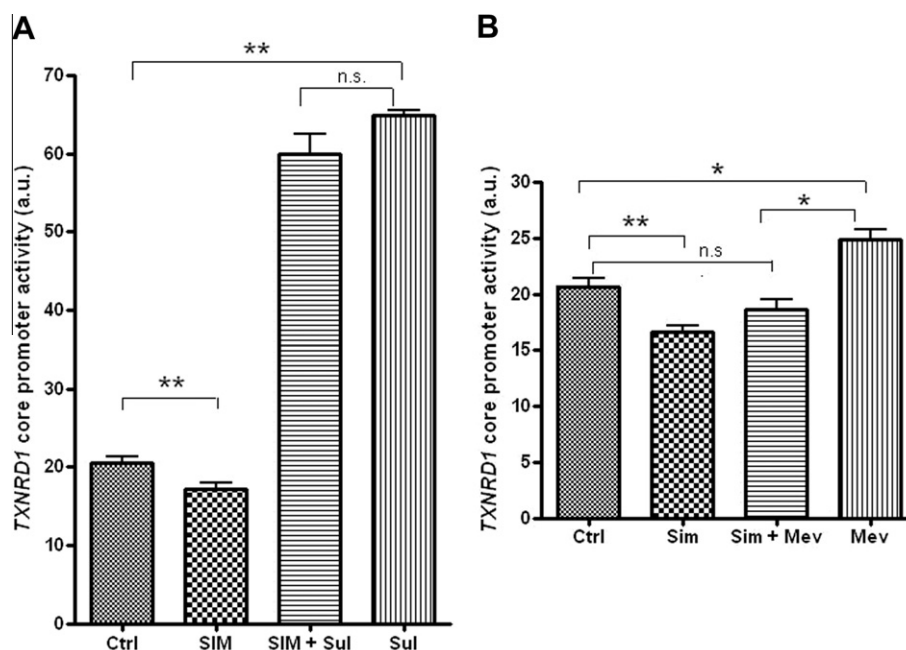 A
TXNRD1 core promoter activity (a.u.)
70
60
50
40
30
20
10
0
**
n.s.
**
Ctrl SIM SIM + Sul Sul
B
TXNRD1 core promoter activity (a.u.)
30
25
20
15
10
5
0
*
**
*
n.s
Ctrl Sim Sim + Mev Mev